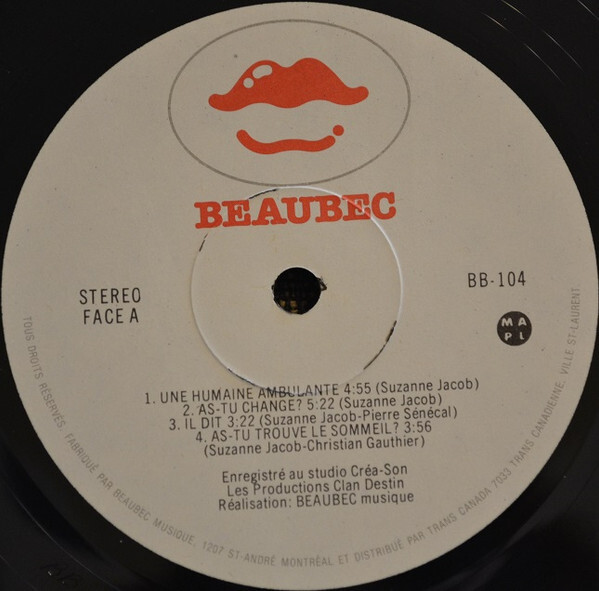 BEAUBEC
STEREO
FACE A
BB-104
MA
PL
1. UNE HUMAINE AMBULANTE 4:55 (Suzanne Jacob)
2. AS-TU CHANGE? 5:22 (Suzanne Jacob)
3. IL DIT 3:22 (Suzanne Jacob-Pierre Sénécal)
4. AS-TU TROUVE LE SOMMEIL? 3:56
(Suzanne Jacob-Christian Gauthier)
Enregistré au studio Créa-Son
Les Productions Clan Destin
Réalisation: BEAUBEC musique
TOUS DROITS RÉSERVÉS. FABRIQUÉ PAR BEAUBEC MUSIQUE, 1207 ST-ANDRÉ MONTRÉAL ET DISTRIBUÉ PAR TRANS CANADA 7033 TRANS CANADIENNE, VILLE ST-LAURENT